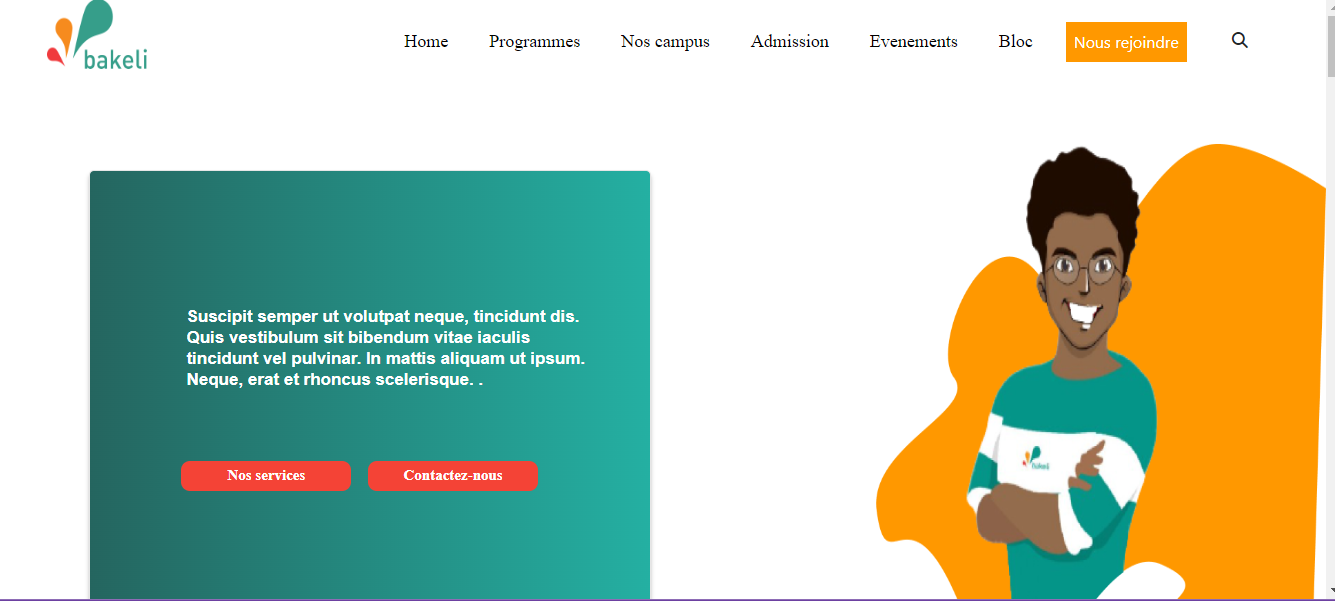 bakeli
Home Programmes Nos campus Admission Evenements Bloc Nous rejoindre
Suscipit semper ut volutpat neque, tincidunt dis.
Quis vestibulum sit bibendum vitae iaculis
tincidunt vel pulvinar. In mattis aliquam ut ipsum.
Neque, erat et rhoncus scelerisque. .
Nos services Contactez-nous
bakeli